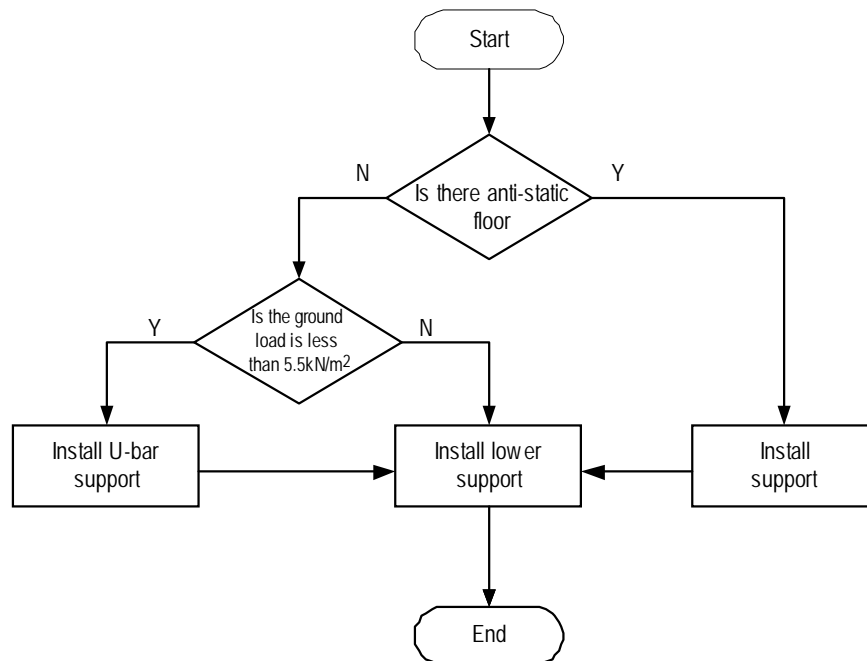 Start
N
Y
Is there anti-static
floor
Y
N
Is the ground
load is less
than 5.5kN/m²
Install U-bar
support
Install lower
support
Install
support
End